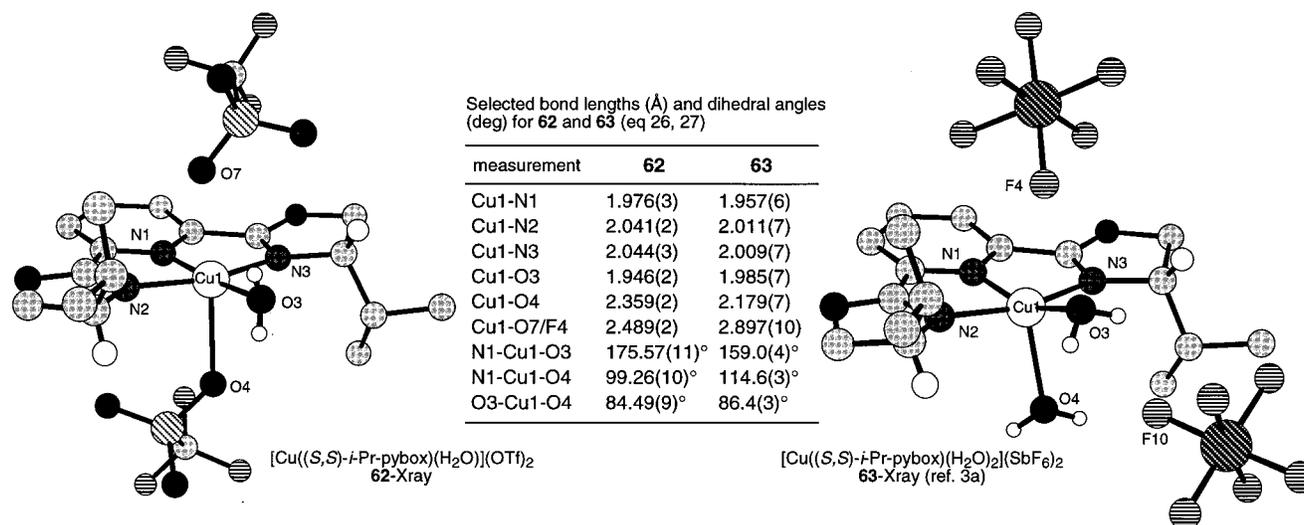 O7
N1
Cu1
N3
N2
O3
O4
[Cu((S,S)-i-Pr-pybox)(H₂O)](OTf)₂
62-Xray
Selected bond lengths (Å) and dihedral angles
(deg) for 62 and 63 (eq 26, 27)
measurement 62 63
Cu1-N1 1.976(3) 1.957(6)
Cu1-N2 2.041(2) 2.011(7)
Cu1-N3 2.044(3) 2.009(7)
Cu1-O3 1.946(2) 1.985(7)
Cu1-O4 2.359(2) 2.179(7)
Cu1-O7/F4 2.489(2) 2.897(10)
N1-Cu1-O3 175.57(11)° 159.0(4)°
N1-Cu1-O4 99.26(10)° 114.6(3)°
O3-Cu1-O4 84.49(9)° 86.4(3)°
F4
N1
N3
Cu1
N2
O3
O4
F10
[Cu((S,S)-i-Pr-pybox)(H₂O)₂](SbF₆)₂
63-Xray (ref. 3a)